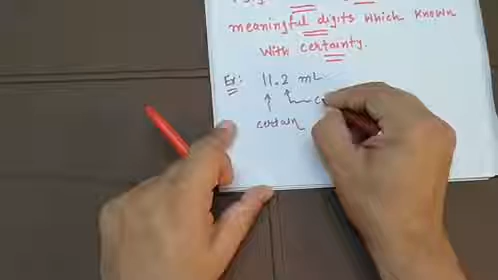 meaningful digits which known
with certainty.
Ex: 11.2 mL
certain